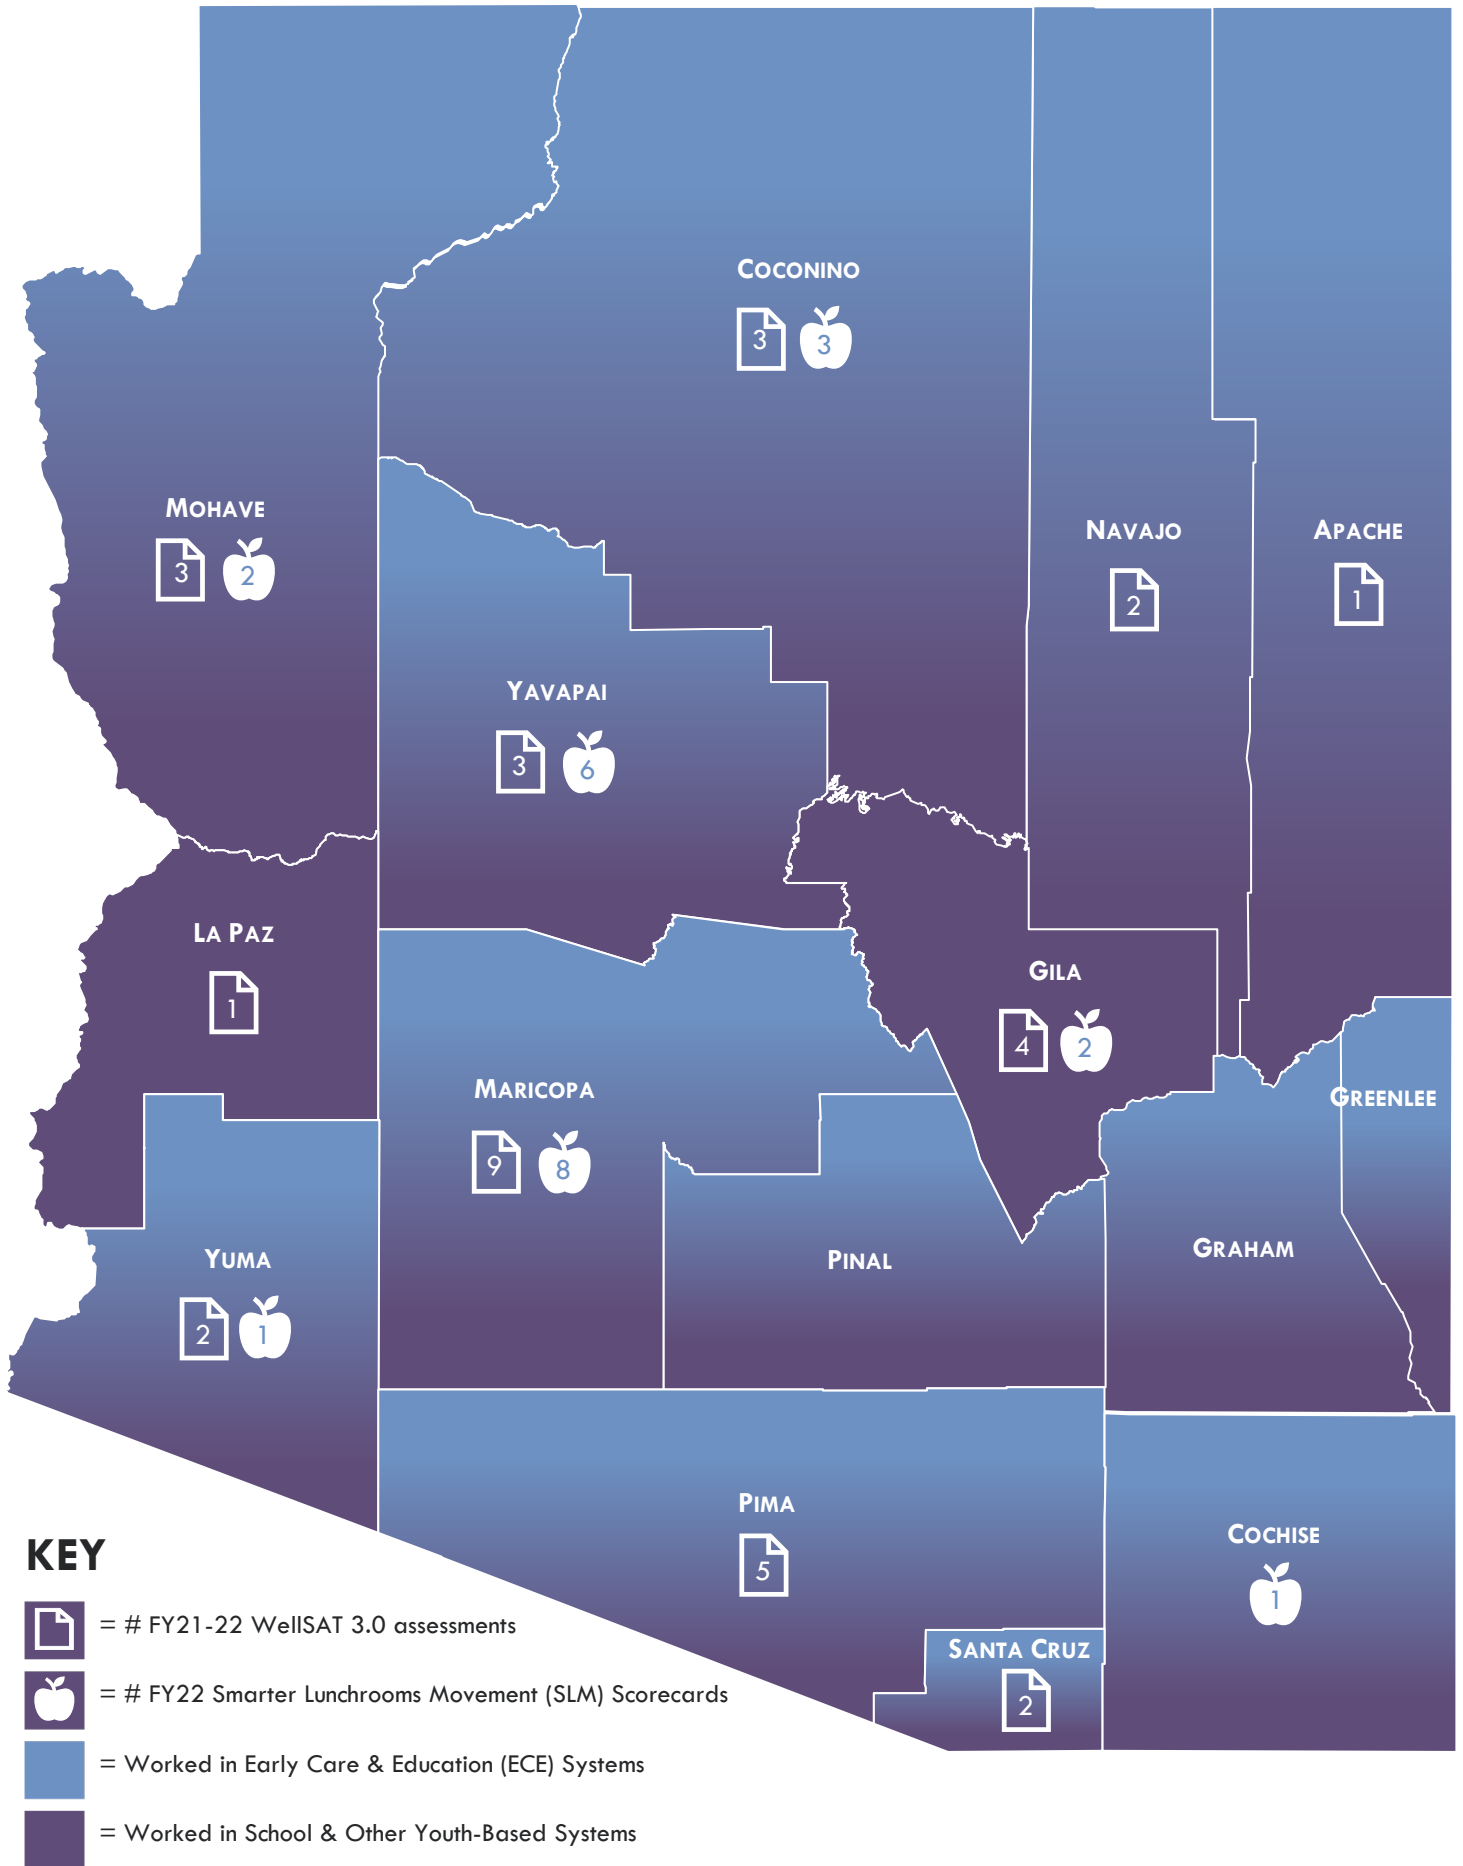 COCONINO
3 3
MOHAVE
3 2
NAVAJO
2
APACHE
1
YAVAPAI
3 6
LA PAZ
1
GILA
4 2
MARICOPA
9 8
GREENLEE
YUMA
2 1
PINAL
GRAHAM
PIMA
5
COCHISE
1
SANTA CRUZ
2
KEY
= # FY21-22 WellSAT 3.0 assessments
= # FY22 Smarter Lunchrooms Movement (SLM) Scorecards
= Worked in Early Care & Education (ECE) Systems
= Worked in School & Other Youth-Based Systems